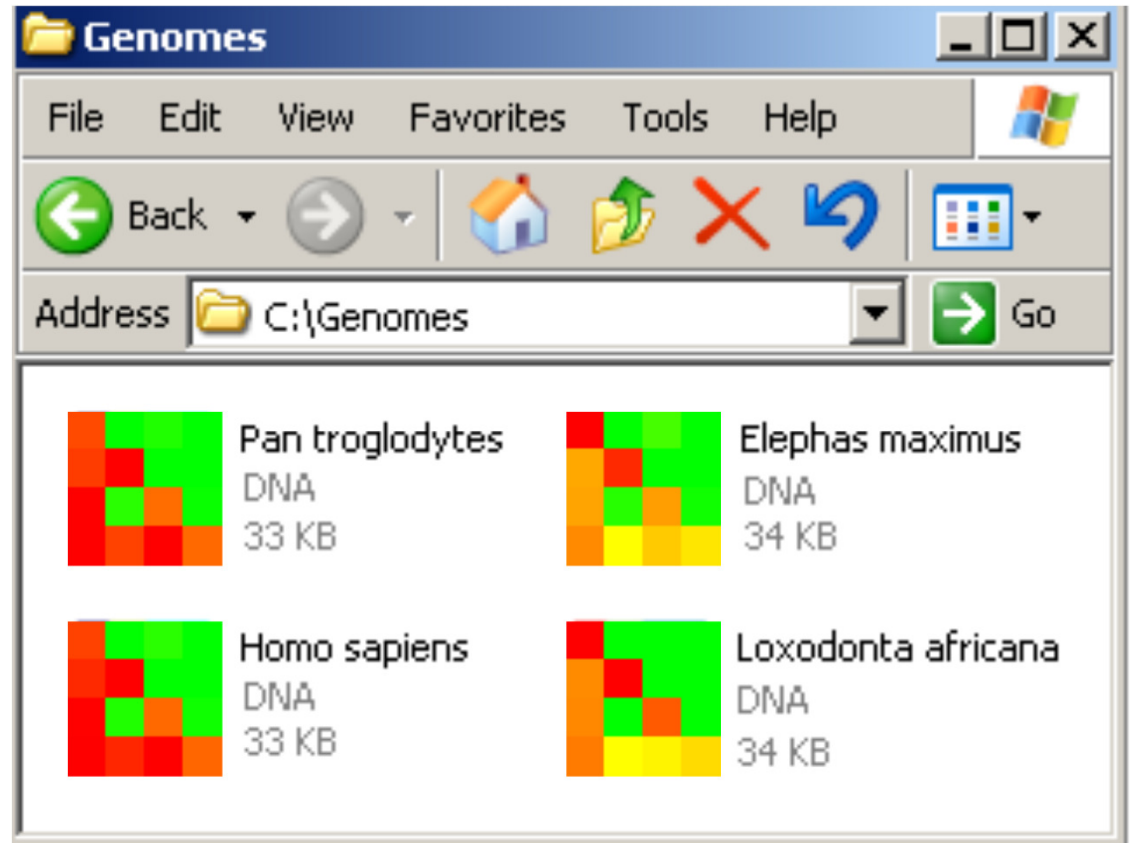 Genomes
File Edit View Favorites Tools Help
Back
Address C:\Genomes Go
Pan troglodytes
DNA
33 KB
Elephas maximus
DNA
34 KB
Homo sapiens
DNA
33 KB
Loxodonta africana
DNA
34 KB